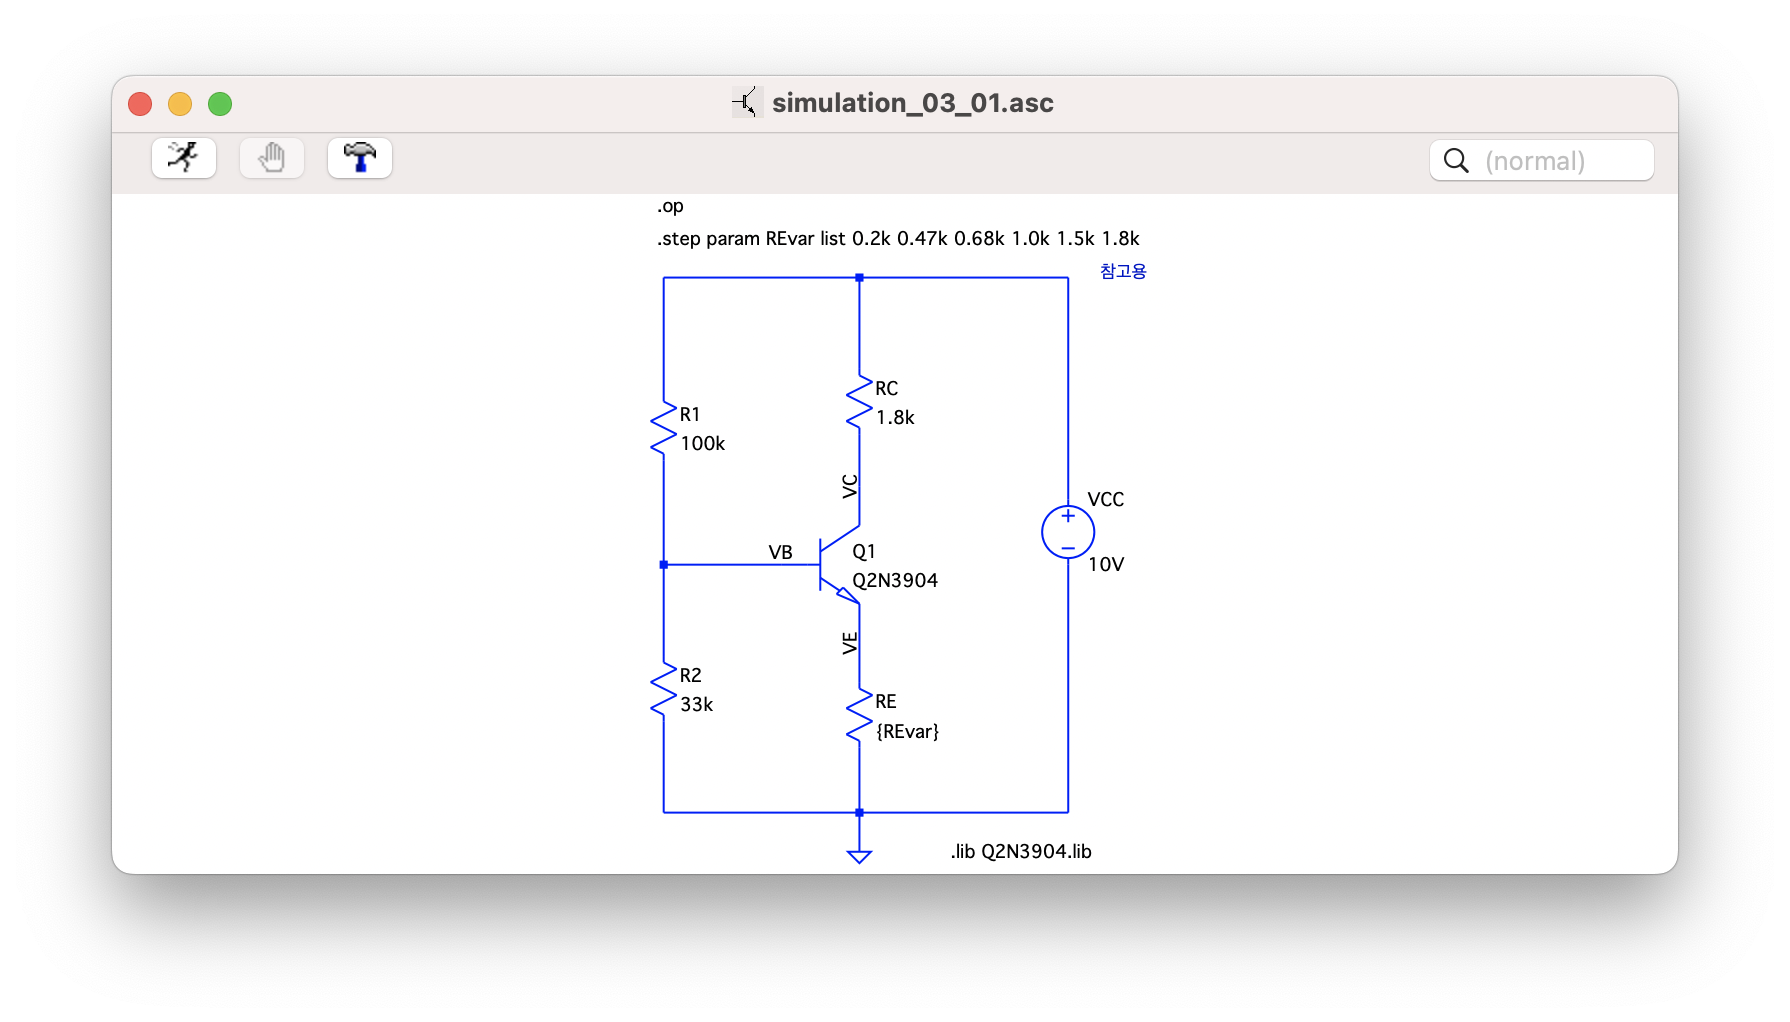 simulation_03_01.asc
(normal)
.op
.step param REvar list 0.2k 0.47k 0.68k 1.0k 1.5k 1.8k
참고용
RC
1.8k
R1
100k
VC
VCC
+
−
10V
VB
Q1
Q2N3904
VE
R2
33k
RE
{REvar}
.lib Q2N3904.lib